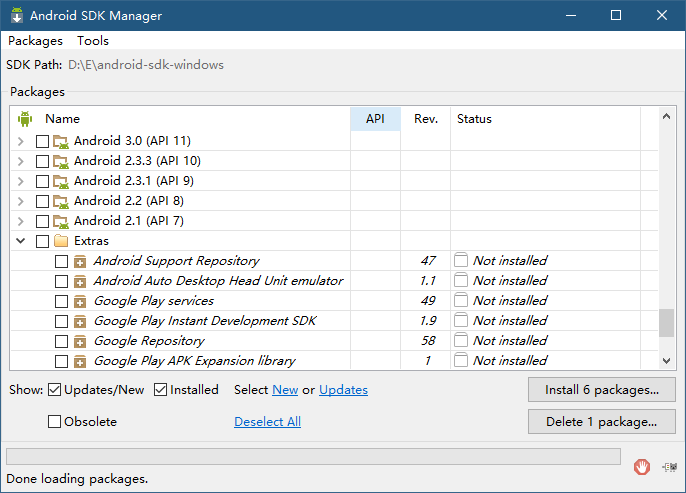 Android SDK Manager
Packages Tools
SDK Path: D:\E\android-sdk-windows
Packages
Name API Rev. Status
Android 3.0 (API 11)
Android 2.3.3 (API 10)
Android 2.3.1 (API 9)
Android 2.2 (API 8)
Android 2.1 (API 7)
Extras
Android Support Repository 47 Not installed
Android Auto Desktop Head Unit emulator 1.1 Not installed
Google Play services 49 Not installed
Google Play Instant Development SDK 1.9 Not installed
Google Repository 58 Not installed
Google Play APK Expansion library 1 Not installed
Show: Updates/New Installed Select New or Updates Install 6 packages...
Obsolete Deselect All Delete 1 package...
Done loading packages.